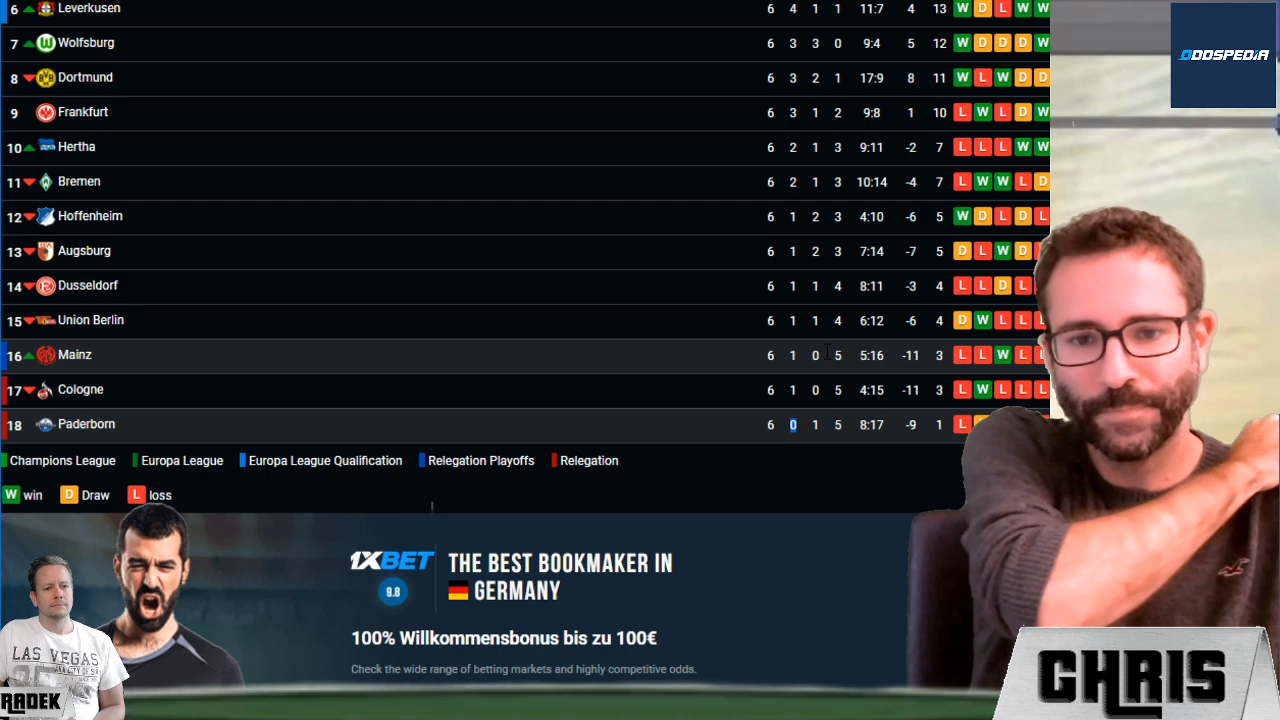 6 Leverkusen 6 4 1 1 11:7 4 13 W D L W W
7 Wolfsburg 6 3 3 0 9:4 5 12 W D D D W
8 Dortmund 6 3 2 1 17:9 8 11 W L W D D
9 Frankfurt 6 3 1 2 9:8 1 10 L W L D W
10 Hertha 6 2 1 3 9:11 -2 7 L L L W W
11 Bremen 6 2 1 3 10:14 -4 7 L W W L D
12 Hoffenheim 6 1 2 3 4:10 -6 5 W D L D L
13 Augsburg 6 1 2 3 7:14 -7 5 D L W D
14 Dusseldorf 6 1 1 4 8:11 -3 4 L L D L
15 Union Berlin 6 1 1 4 6:12 -6 4 D W L L L
16 Mainz 6 1 0 5 5:16 -11 3 L L W L L
17 Cologne 6 1 0 5 4:15 -11 3 L W L L L
18 Paderborn 6 0 1 5 8:17 -9 1 L
Champions League Europa League Europa League Qualification Relegation Playoffs Relegation
W win D Draw L loss
1XBET
9.8
THE BEST BOOKMAKER IN
GERMANY
100% Willkommensbonus bis zu 100€
Check the wide range of betting markets and highly competitive odds.
ODDSPEDIA
LAS VEGAS
RADEK
CHRIS